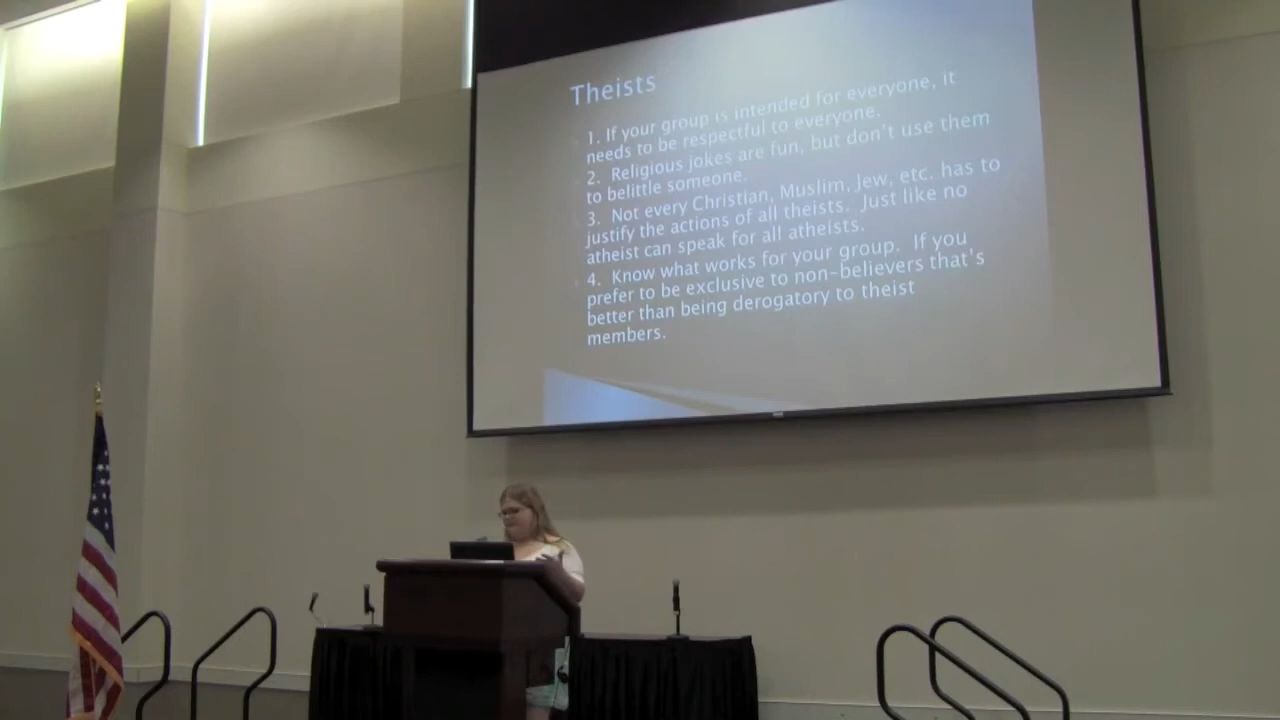 Theists
1. If your group is intended for everyone, it
needs to be respectful to everyone.
2. Religious jokes are fun, but don't use them
to belittle someone.
3. Not every Christian, Muslim, Jew, etc. has to
justify the actions of all theists. Just like no
atheist can speak for all atheists.
4. Know what works for your group. If you
prefer to be exclusive to non-believers that's
better than being derogatory to theist
members.